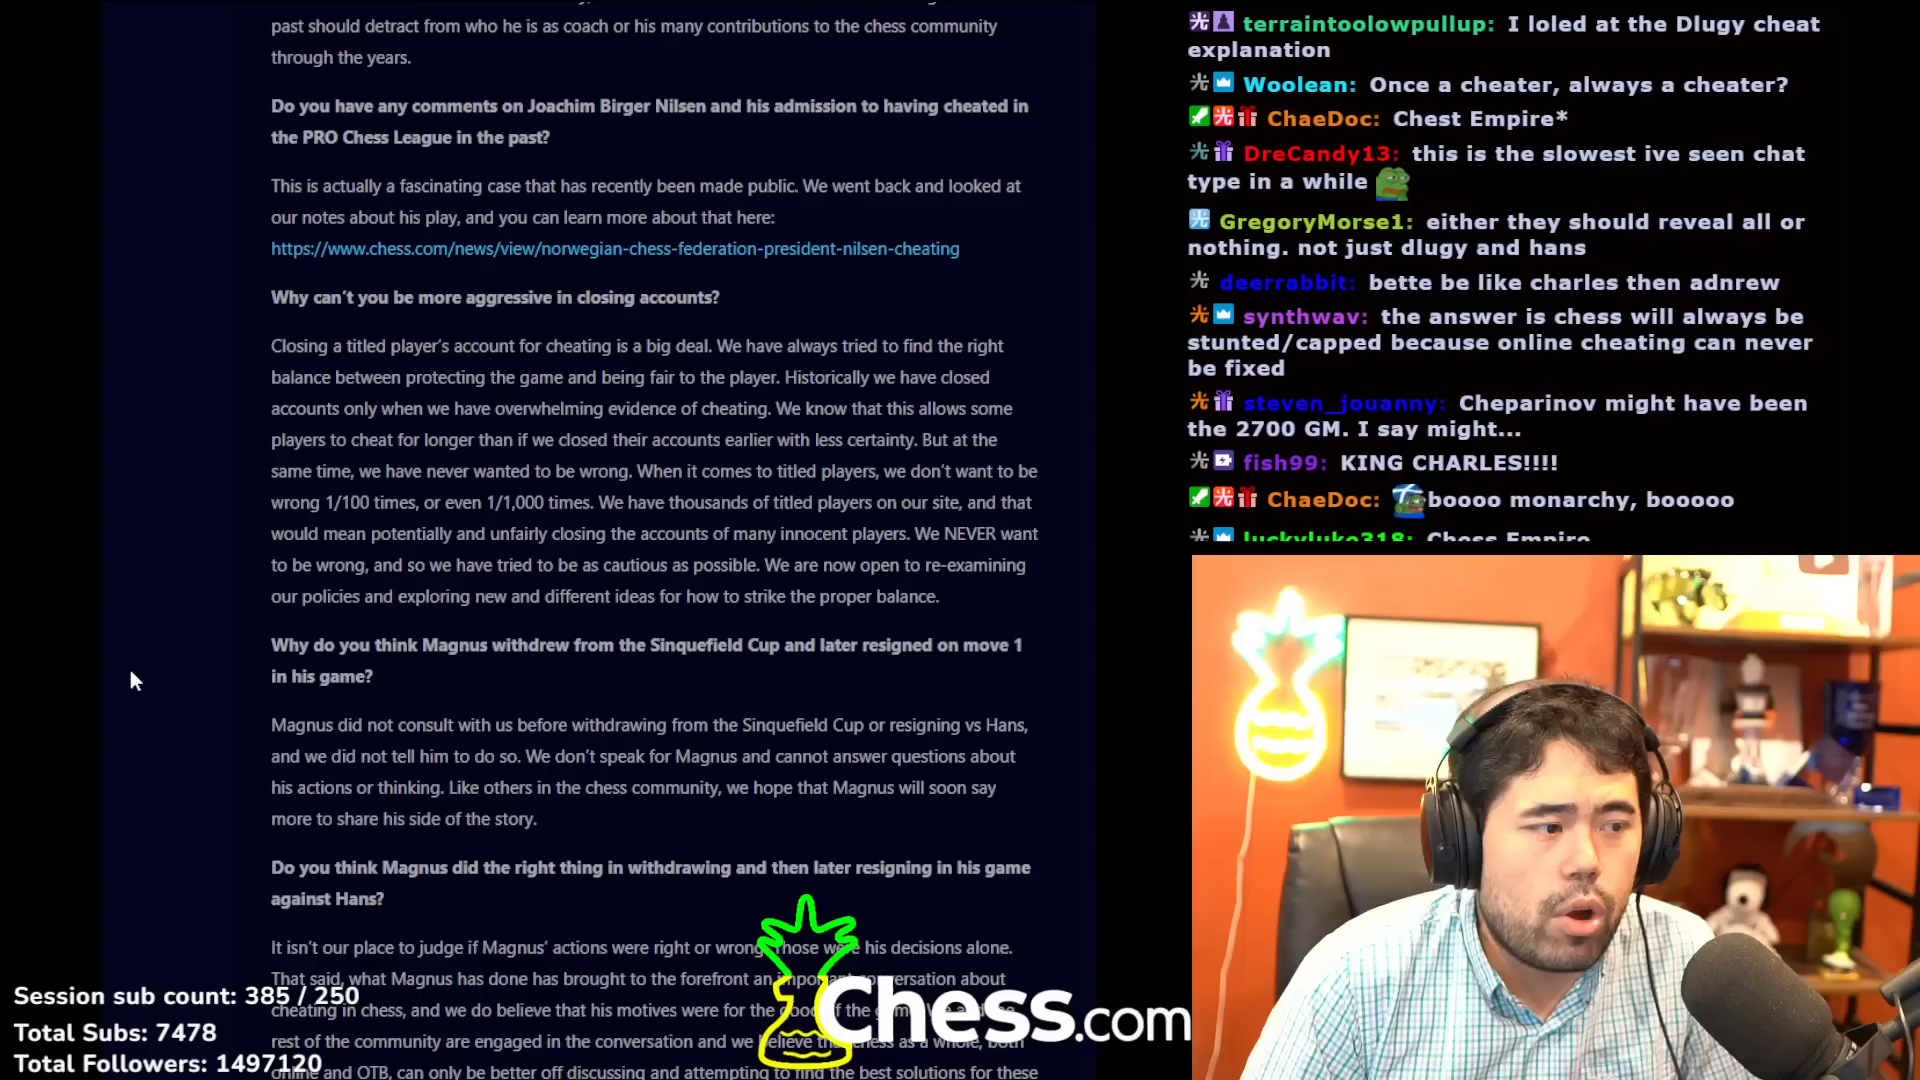 past should detract from who he is as coach or his many contributions to the chess community
through the years.
Do you have any comments on Joachim Birger Nilsen and his admission to having cheated in
the PRO Chess League in the past?
This is actually a fascinating case that has recently been made public. We went back and looked at
our notes about his play, and you can learn more about that here:
https://www.chess.com/news/view/norwegian-chess-federation-president-nilsen-cheating
Why can't you be more aggressive in closing accounts?
Closing a titled player's account for cheating is a big deal. We have always tried to find the right
balance between protecting the game and being fair to the player. Historically we have closed
accounts only when we have overwhelming evidence of cheating. We know that this allows some
players to cheat for longer than if we closed their accounts earlier with less certainty. But at the
same time, we have never wanted to be wrong. When it comes to titled players, we don't want to be
wrong 1/100 times, or even 1/1,000 times. We have thousands of titled players on our site, and that
would mean potentially and unfairly closing the accounts of many innocent players. We NEVER want
to be wrong, and so we have tried to be as cautious as possible. We are now open to re-examining
our policies and exploring new and different ideas for how to strike the proper balance.
Why do you think Magnus withdrew from the Sinquefield Cup and later resigned on move 1
in his game?
Magnus did not consult with us before withdrawing from the Sinquefield Cup or resigning vs Hans,
and we did not tell him to do so. We don't speak for Magnus and cannot answer questions about
his actions or thinking. Like others in the chess community, we hope that Magnus will soon say
more to share his side of the story.
Do you think Magnus did the right thing in withdrawing and then later resigning in his game
against Hans?
It isn't our place to judge if Magnus' actions were right or wrong. Those were his decisions alone.
That said, what Magnus has done has brought to the forefront an important conversation about
cheating in chess, and we do believe that his motives were for the good of the
rest of the community are engaged in the conversation and we believe that chess as a whole, both
online and OTB, can only be better off discussing and attempting to find the best solutions for these
Session sub count: 385 / 250
Total Subs: 7478
Total Followers: 1497120
Chess.com
terraintoolowpullup: I loled at the Dlugy cheat
explanation
Woolean: Once a cheater, always a cheater?
ChaeDoc: Chest Empire*
DreCandy13: this is the slowest ive seen chat
type in a while
GregoryMorse1: either they should reveal all or
nothing. not just dlugy and hans
deerrabbit: bette be like charles then adnrew
synthwav: the answer is chess will always be
stunted/capped because online cheating can never
be fixed
steven_jouanny: Cheparinov might have been
the 2700 GM. I say might...
fish99: KING CHARLES!!!!
ChaeDoc: boooo monarchy, booooo
luckyluke318: Chess Empire